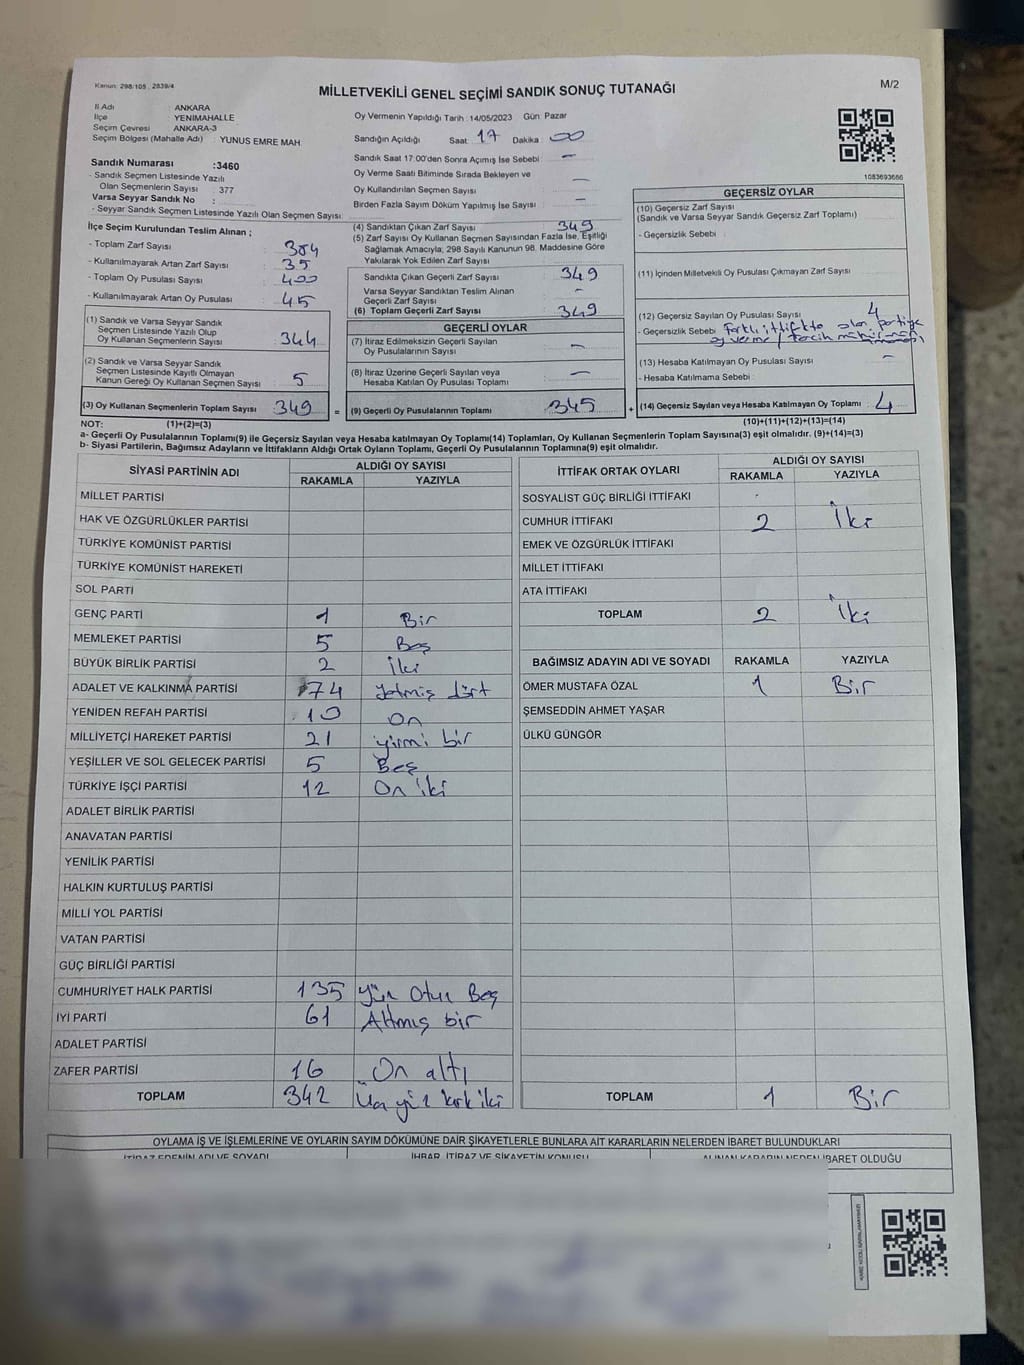 Kanun: 298/105 , 2839/4
MİLLETVEKİLİ GENEL SEÇİMİ SANDIK SONUÇ TUTANAĞI
M/2
İl Adı : ANKARA
İlçe : YENİMAHALLE
Seçim Çevresi : ANKARA-3
Seçim Bölgesi (Mahalle Adı) : YUNUS EMRE MAH.
Sandık Numarası :3460
- Sandık Seçmen Listesinde Yazılı
Olan Seçmenlerin Sayısı : 377
Varsa Seyyar Sandık No :
- Seyyar Sandık Seçmen Listesinde Yazılı Olan Seçmen Sayısı:
İlçe Seçim Kurulundan Teslim Alınan ;
- Toplam Zarf Sayısı : 384
- Kullanılmayarak Artan Zarf Sayısı : 35
- Toplam Oy Pusulası Sayısı : 400
- Kullanılmayarak Artan Oy Pusulası : 45
(1) Sandık ve Varsa Seyyar Sandık
Seçmen Listesinde Yazılı Olup
Oy Kullanan Seçmenlerin Sayısı : 344
(2) Sandık ve Varsa Seyyar Sandık
Seçmen Listesinde Kayıtlı Olmayan
Kanun Gereği Oy Kullanan Seçmen Sayısı : 5
(3) Oy Kullanan Seçmenlerin Toplam Sayısı : 349 =
Oy Vermenin Yapıldığı Tarih :14/05/2023 Gün: Pazar
Sandığın Açıldığı Saat: 17 Dakika : 00
Sandık Saat 17:00'den Sonra Açılmış İse Sebebi : –
Oy Verme Saati Bitiminde Sırada Bekleyen ve
Oy Kullandırılan Seçmen Sayısı : –
Birden Fazla Sayım Döküm Yapılmış İse Sayısı : –
(4) Sandıktan Çıkan Zarf Sayısı : 349
(5) Zarf Sayısı Oy Kullanan Seçmen Sayısından Fazla İse, Eşitliği
Sağlamak Amacıyla; 298 Sayılı Kanunun 98. Maddesine Göre
Yakılarak Yok Edilen Zarf Sayısı :
Sandıkta Çıkan Geçerli Zarf Sayısı : 349
Varsa Seyyar Sandıktan Teslim Alınan
Geçerli Zarf Sayısı : –
(6) Toplam Geçerli Zarf Sayısı : 349
GEÇERLİ OYLAR
(7) İtiraz Edilmeksizin Geçerli Sayılan
Oy Pusulalarının Sayısı : –
(8) İtiraz Üzerine Geçerli Sayılan veya
Hesaba Katılan Oy Pusulası Toplamı : –
(9) Geçerli Oy Pusulalarının Toplamı : 345 +
1083693686
GEÇERSİZ OYLAR
(10) Geçersiz Zarf Sayısı :
(Sandık ve Varsa Seyyar Sandık Geçersiz Zarf Toplamı)
- Geçersizlik Sebebi :
(11) İçinden Milletvekili Oy Pusulası Çıkmayan Zarf Sayısı :
(12) Geçersiz Sayılan Oy Pusulası Sayısı : 4
- Geçersizlik Sebebi : Farklı ittifakta olan partiye
oy verme / tercih
(13) Hesaba Katılmayan Oy Pusulası Sayısı : –
- Hesaba Katılmama Sebebi :
(14) Geçersiz Sayılan veya Hesaba Katılmayan Oy Toplamı : 4
NOT: (1)+(2)=(3) (10)+(11)+(12)+(13)=(14)
a- Geçerli Oy Pusulalarının Toplamı(9) ile Geçersiz Sayılan veya Hesaba katılmayan Oy Toplamı(14) Toplamları, Oy Kullanan Seçmenlerin Toplam Sayısına(3) eşit olmalıdır. (9)+(14)=(3)
b- Siyasi Partilerin, Bağımsız Adayların ve İttifakların Aldığı Ortak Oyların Toplamı, Geçerli Oy Pusulalarının Toplamına(9) eşit olmalıdır.
SİYASİ PARTİNİN ADI ALDIĞI OY SAYISI
RAKAMLA YAZIYLA
MİLLET PARTİSİ
HAK VE ÖZGÜRLÜKLER PARTİSİ
TÜRKİYE KOMÜNİST PARTİSİ
TÜRKİYE KOMÜNİST HAREKETİ
SOL PARTİ
GENÇ PARTİ 1 Bir
MEMLEKET PARTİSİ 5 Beş
BÜYÜK BİRLİK PARTİSİ 2 İki
ADALET VE KALKINMA PARTİSİ 74 Yetmiş dört
YENİDEN REFAH PARTİSİ 10 On
MİLLİYETÇİ HAREKET PARTİSİ 21 yirmi bir
YEŞİLLER VE SOL GELECEK PARTİSİ 5 Beş
TÜRKİYE İŞÇİ PARTİSİ 12 On iki
ADALET BİRLİK PARTİSİ
ANAVATAN PARTİSİ
YENİLİK PARTİSİ
HALKIN KURTULUŞ PARTİSİ
MİLLİ YOL PARTİSİ
VATAN PARTİSİ
GÜÇ BİRLİĞİ PARTİSİ
CUMHURİYET HALK PARTİSİ 135 Yüz Otuz Beş
İYİ PARTİ 61 Altmış bir
ADALET PARTİSİ
ZAFER PARTİSİ 16 On altı
TOPLAM 342 Üç yüz kırk iki
İTTİFAK ORTAK OYLARI ALDIĞI OY SAYISI
RAKAMLA YAZIYLA
SOSYALİST GÜÇ BİRLİĞİ İTTİFAKI
CUMHUR İTTİFAKI 2 İki
EMEK VE ÖZGÜRLÜK İTTİFAKI
MİLLET İTTİFAKI
ATA İTTİFAKI
TOPLAM 2 İki
BAĞIMSIZ ADAYIN ADI VE SOYADI RAKAMLA YAZIYLA
ÖMER MUSTAFA ÖZAL 1 Bir
ŞEMSEDDİN AHMET YAŞAR
ÜLKÜ GÜNGÖR
TOPLAM 1 Bir
OYLAMA İŞ VE İŞLEMLERİNE VE OYLARIN SAYIM DÖKÜMÜNE DAİR ŞİKAYETLERLE BUNLARA AİT KARARLARIN NELERDEN İBARET BULUNDUKLARI
İTİRAZ EDENİN ADI VE SOYADI İHBAR, İTİRAZ VE ŞİKAYETİN KONUSU ALINAN KARARIN NEDEN İBARET OLDUĞU